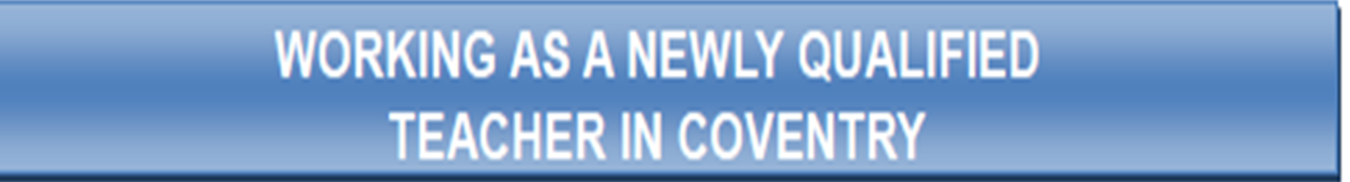 WORKING AS A NEWLY QUALIFIED
TEACHER IN COVENTRY